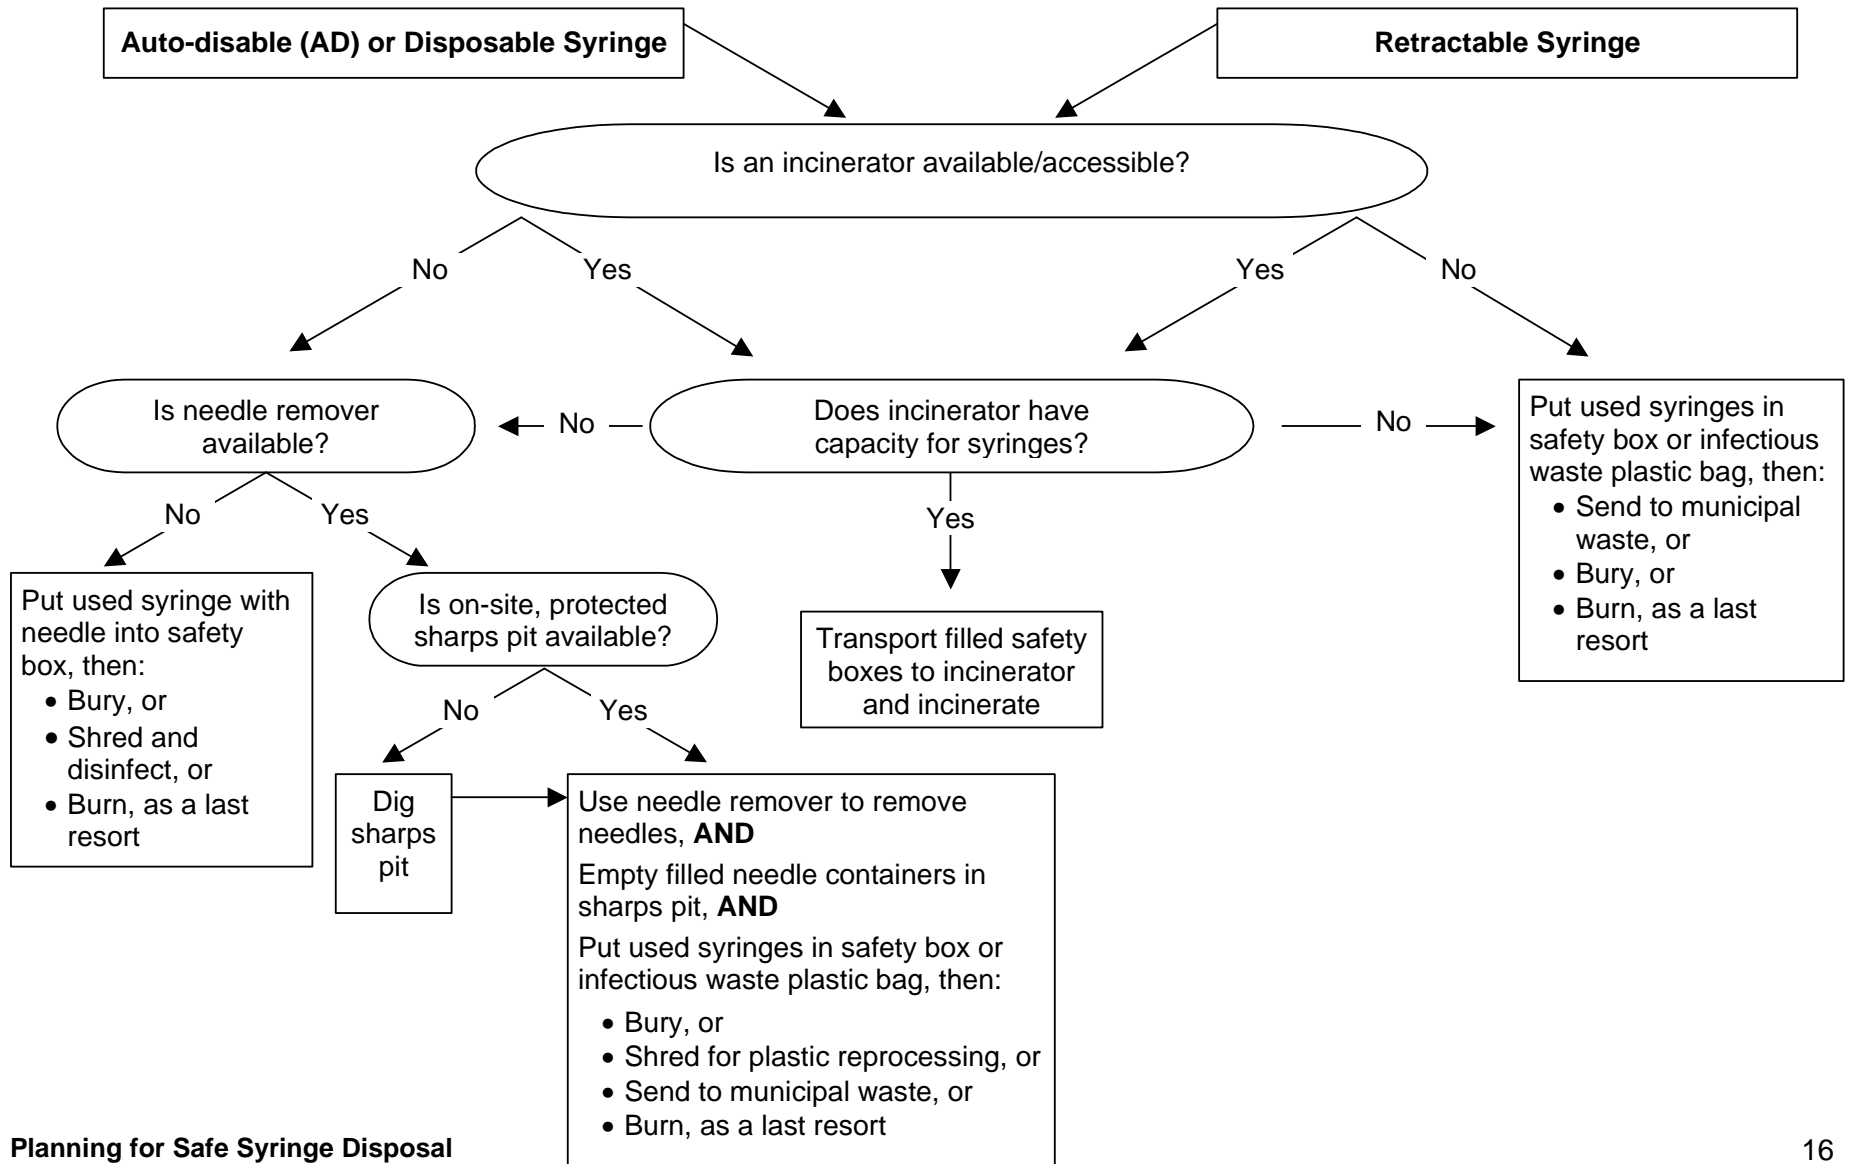 Auto-disable (AD) or Disposable Syringe
Retractable Syringe
Is an incinerator available/accessible?
No
Yes
Yes
No
Is needle remover
available?
No
Does incinerator have
capacity for syringes?
No
Put used syringes in
safety box or infectious
waste plastic bag, then:
• Send to municipal
waste, or
• Bury, or
• Burn, as a last
resort
No
Yes
Yes
Put used syringe with
needle into safety
box, then:
• Bury, or
• Shred and
disinfect, or
• Burn, as a last
resort
Is on-site, protected
sharps pit available?
Transport filled safety
boxes to incinerator
and incinerate
No
Yes
Dig
sharps
pit
Use needle remover to remove
needles, AND
Empty filled needle containers in
sharps pit, AND
Put used syringes in safety box or
infectious waste plastic bag, then:
• Bury, or
• Shred for plastic reprocessing, or
• Send to municipal waste, or
• Burn, as a last resort
Planning for Safe Syringe Disposal
16